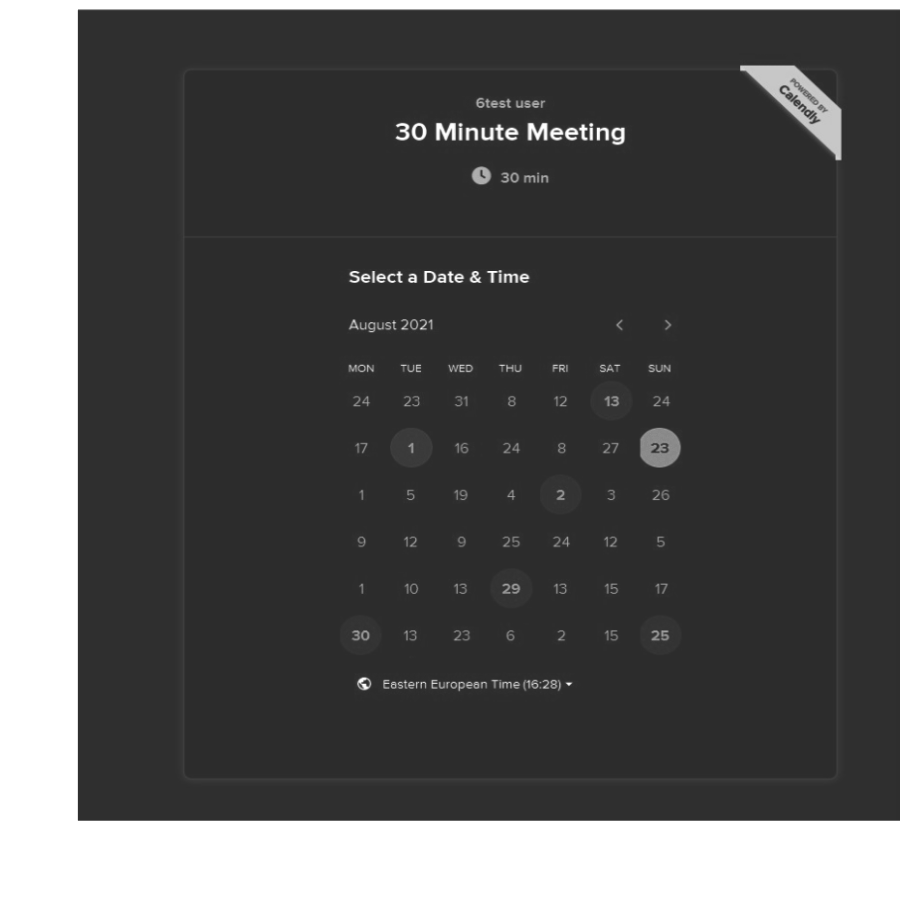 POWERED BY
Calendly
6test user
30 Minute Meeting
30 min
Select a Date & Time
August 2021
MON TUE WED THU FRI SAT SUN
24 23 31 8 12 13 24
17 1 16 24 8 27 23
1 5 19 4 2 3 26
9 12 9 25 24 12 5
1 10 13 29 13 15 17
30 13 23 6 2 15 25
Eastern European Time (16:28)